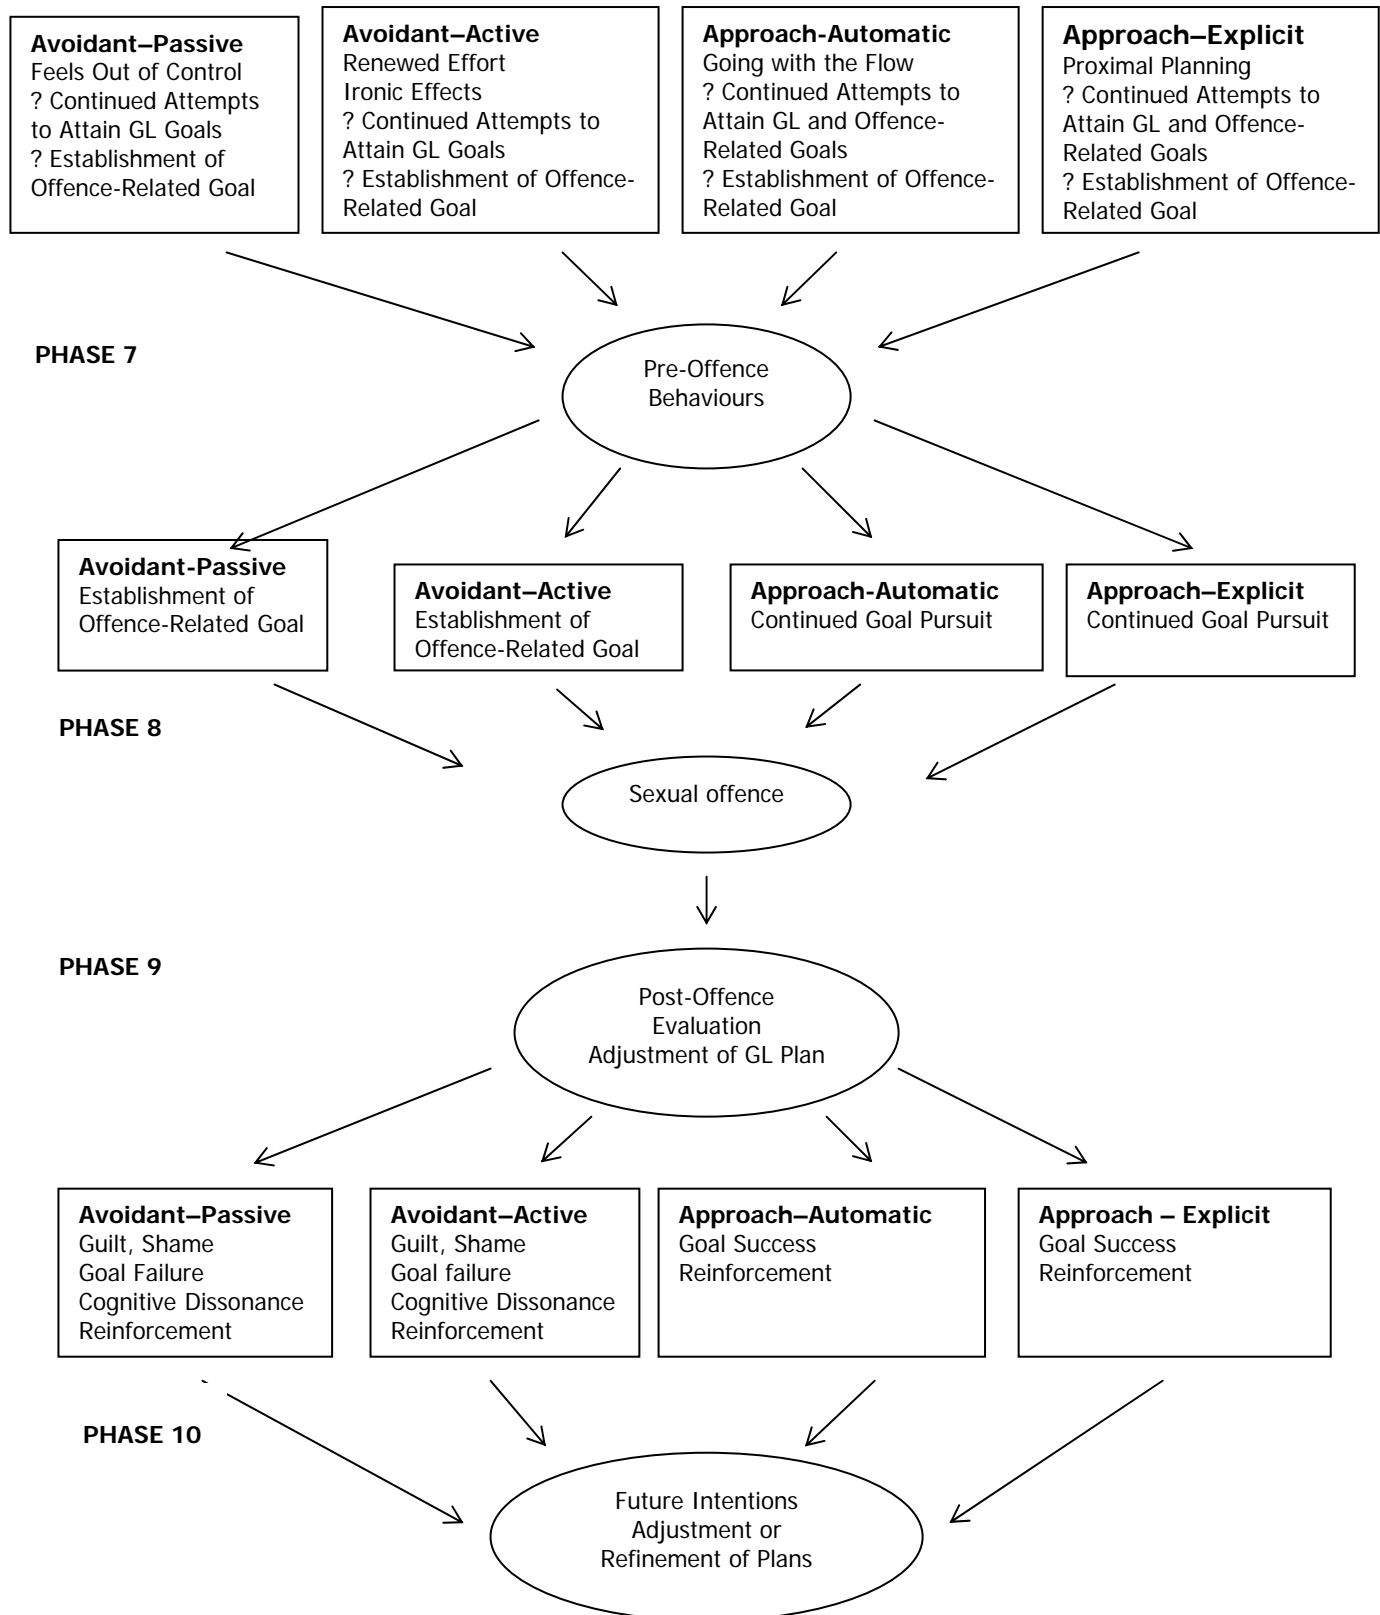 Avoidant–Passive
Feels Out of Control
? Continued Attempts
to Attain GL Goals
? Establishment of
Offence-Related Goal
Avoidant–Active
Renewed Effort
Ironic Effects
? Continued Attempts to
Attain GL Goals
? Establishment of Offence-
Related Goal
Approach-Automatic
Going with the Flow
? Continued Attempts to
Attain GL and Offence-
Related Goals
? Establishment of Offence-
Related Goal
Approach–Explicit
Proximal Planning
? Continued Attempts to
Attain GL and Offence-
Related Goals
? Establishment of Offence-
Related Goal
PHASE 7
Pre-Offence
Behaviours
Avoidant-Passive
Establishment of
Offence-Related Goal
Avoidant–Active
Establishment of
Offence-Related Goal
Approach-Automatic
Continued Goal Pursuit
Approach–Explicit
Continued Goal Pursuit
PHASE 8
Sexual offence
PHASE 9
Post-Offence
Evaluation
Adjustment of GL Plan
Avoidant–Passive
Guilt, Shame
Goal Failure
Cognitive Dissonance
Reinforcement
Avoidant–Active
Guilt, Shame
Goal failure
Cognitive Dissonance
Reinforcement
Approach–Automatic
Goal Success
Reinforcement
Approach – Explicit
Goal Success
Reinforcement
PHASE 10
Future Intentions
Adjustment or
Refinement of Plans